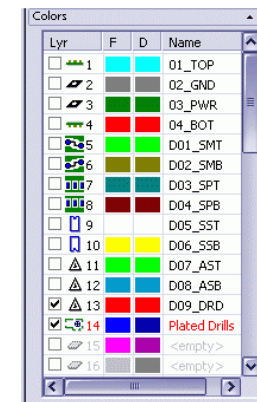 Colors
Lyr F D Name
1 01_TOP
2 02_GND
3 03_PWR
4 04_BOT
5 D01_SMT
6 D02_SMB
7 D03_SPT
8 D04_SPB
9 D05_SST
10 D06_SSB
11 D07_AST
12 D08_ASB
13 D09_DRD
14 Plated Drills
15 <empty>
16 <empty>